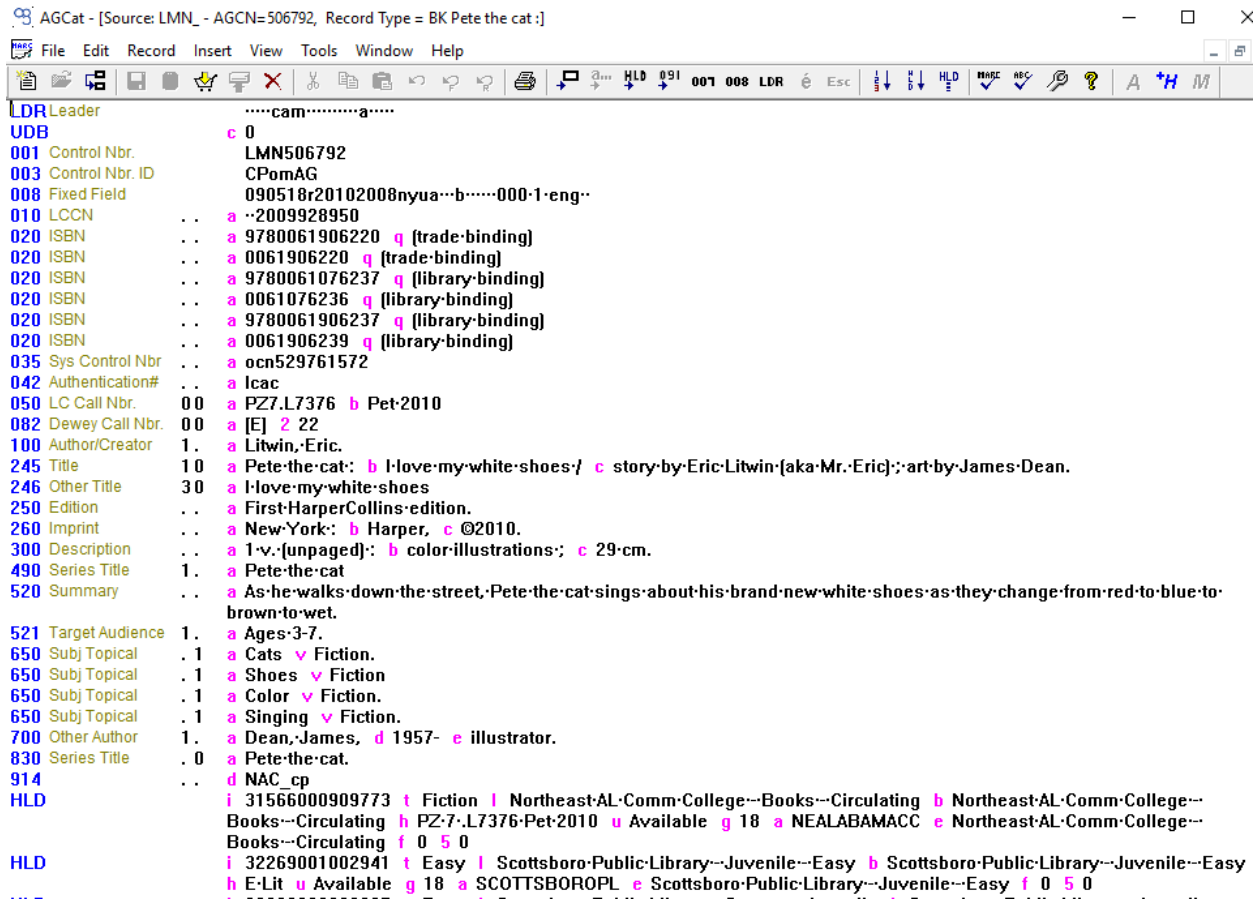 AGCat - [Source: LMN_ - AGCN=506792, Record Type = BK Pete the cat :]
MARC File Edit Record Insert View Tools Window Help
a... HLD 091 007 008 LDR é Esc HLD MARC ABC A +H M
LDR Leader ·····cam··········a·····
UDB c 0
001 Control Nbr. LMN506792
003 Control Nbr. ID CPomAG
008 Fixed Field 090518r20102008nyua···b······000·1·eng··
010 LCCN . . a ··2009928950
020 ISBN . . a 9780061906220 q (trade·binding)
020 ISBN . . a 0061906220 q (trade·binding)
020 ISBN . . a 9780061076237 q (library·binding)
020 ISBN . . a 0061076236 q (library·binding)
020 ISBN . . a 9780061906237 q (library·binding)
020 ISBN . . a 0061906239 q (library·binding)
035 Sys Control Nbr . . a ocn529761572
042 Authentication# . . a lcac
050 LC Call Nbr. 0 0 a PZ7.L7376 b Pet·2010
082 Dewey Call Nbr. 0 0 a [E] 2 22
100 Author/Creator 1 . a Litwin,·Eric.
245 Title 1 0 a Pete·the·cat·: b I·love·my·white·shoes·/ c story·by·Eric·Litwin·(aka·Mr.·Eric)·;·art·by·James·Dean.
246 Other Title 3 0 a I·love·my·white·shoes
250 Edition . . a First·HarperCollins·edition.
260 Imprint . . a New·York·: b Harper, c ©2010.
300 Description . . a 1·v.·(unpaged)·: b color·illustrations·; c 29·cm.
490 Series Title 1 . a Pete·the·cat
520 Summary . . a As·he·walks·down·the·street,·Pete·the·cat·sings·about·his·brand·new·white·shoes·as·they·change·from·red·to·blue·to·
brown·to·wet.
521 Target Audience 1 . a Ages·3-7.
650 Subj Topical . 1 a Cats v Fiction.
650 Subj Topical . 1 a Shoes v Fiction
650 Subj Topical . 1 a Color v Fiction.
650 Subj Topical . 1 a Singing v Fiction.
700 Other Author 1 . a Dean,·James, d 1957- e illustrator.
830 Series Title . 0 a Pete·the·cat.
914 . . d NAC_cp
HLD i 31566000909773 t Fiction l Northeast·AL·Comm·College·-·Books·-·Circulating b Northeast·AL·Comm·College·-·
Books·-·Circulating h PZ·7·.L7376·Pet·2010 u Available g 18 a NEALABAMACC e Northeast·AL·Comm·College·-·
Books·-·Circulating f 0 5 0
HLD i 32269001002941 t Easy l Scottsboro·Public·Library·-·Juvenile·-·Easy b Scottsboro·Public·Library·-·Juvenile·-·Easy
h E·Lit u Available g 18 a SCOTTSBOROPL e Scottsboro·Public·Library·-·Juvenile·-·Easy f 0 5 0